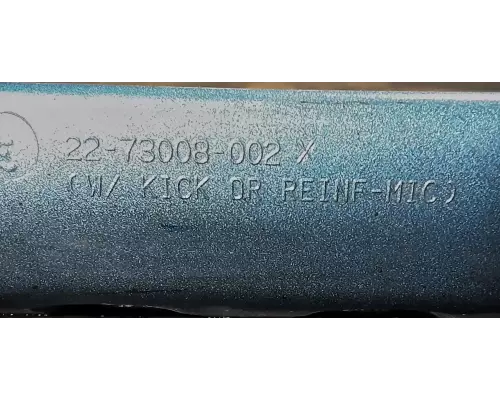 22-73008-002 X
(W/ KICK OR REINF-MIC)